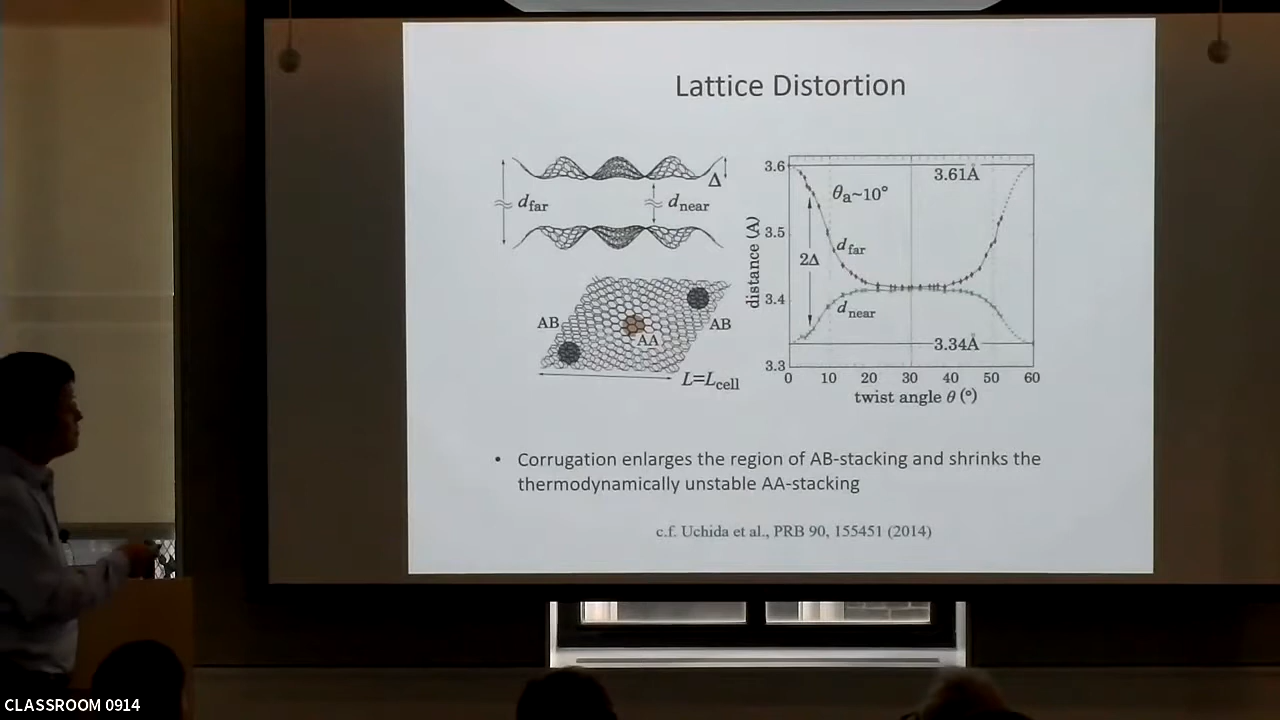 Lattice Distortion
Δ
d_far
d_near
AB
AA
AB
L=L_cell
distance (A)
3.6
3.5
3.4
3.3
3.61Å
θ_a~10°
d_far
2Δ
d_near
3.34Å
0 10 20 30 40 50 60
twist angle θ (°)
• Corrugation enlarges the region of AB-stacking and shrinks the
thermodynamically unstable AA-stacking
c.f. Uchida et al., PRB 90, 155451 (2014)
CLASSROOM 0914